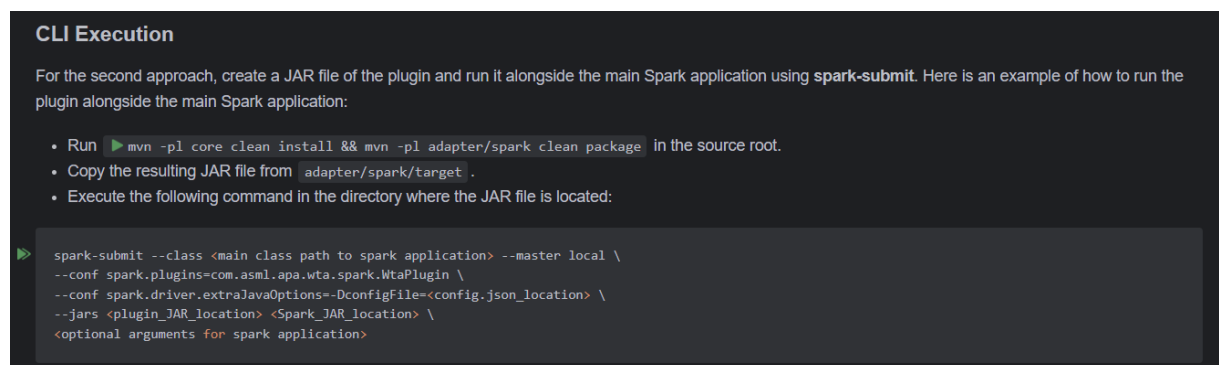 CLI Execution
For the second approach, create a JAR file of the plugin and run it alongside the main Spark application using spark-submit. Here is an example of how to run the
plugin alongside the main Spark application:
• Run mvn -pl core clean install && mvn -pl adapter/spark clean package in the source root.
• Copy the resulting JAR file from adapter/spark/target .
• Execute the following command in the directory where the JAR file is located:
spark-submit --class <main class path to spark application> --master local \
--conf spark.plugins=com.asml.apa.wta.spark.WtaPlugin \
--conf spark.driver.extraJavaOptions=-DconfigFile=<config.json_location> \
--jars <plugin_JAR_location> <Spark_JAR_location> \
<optional arguments for spark application>